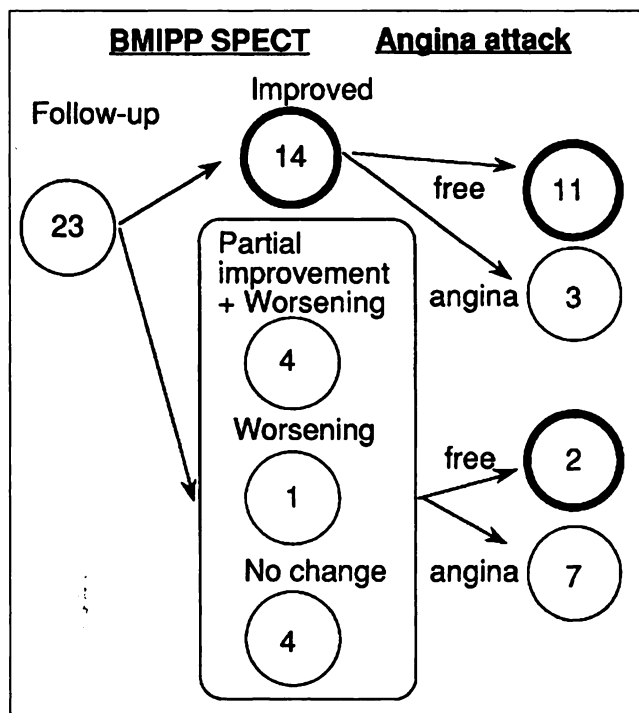 BMIPP SPECT Angina attack
Follow-up
Improved
23
14
free
11
angina
3
Partial
improvement
+ Worsening
4
Worsening
1
No change
4
free
2
angina
7